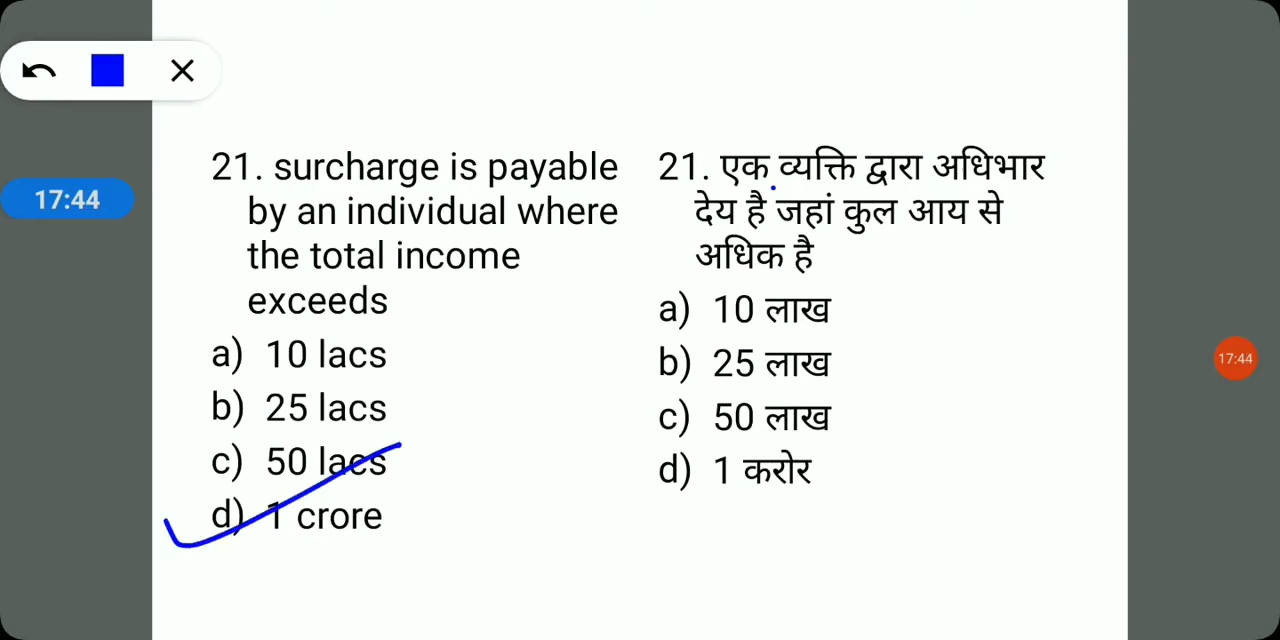 17:44
21. surcharge is payable
by an individual where
the total income
exceeds
a) 10 lacs
b) 25 lacs
c) 50 lacs
d) 1 crore
21. एक व्यक्ति द्वारा अधिभार
देय है जहां कुल आय से
अधिक है
a) 10 लाख
b) 25 लाख
c) 50 लाख
d) 1 करोर
17:44